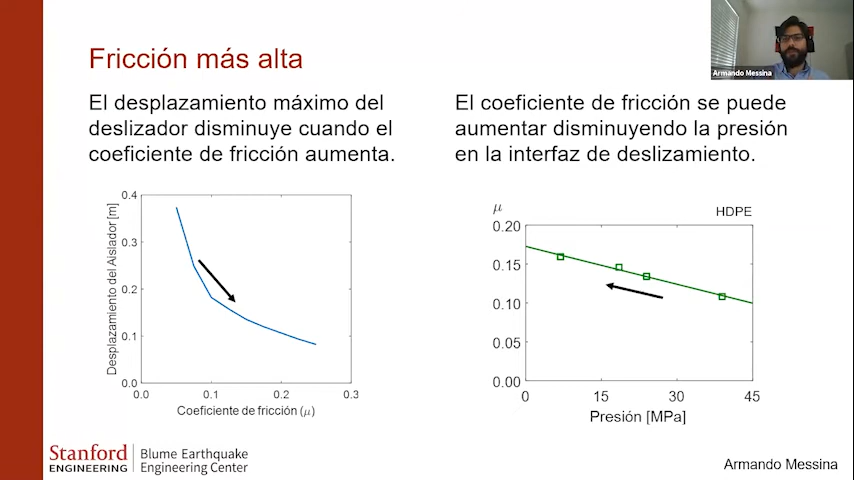 Fricción más alta
El desplazamiento máximo del
deslizador disminuye cuando el
coeficiente de fricción aumenta.
El coeficiente de fricción se puede
aumentar disminuyendo la presión
en la interfaz de deslizamiento.
Armando Messina
Desplazamiento del Aislador [m]
0.4
0.3
0.2
0.1
0.0
0.0 0.1 0.2 0.3
Coeficiente de fricción (μ)
μ
HDPE
0.20
0.15
0.10
0.05
0.00
0 15 30 45
Presión [MPa]
Stanford
ENGINEERING
Blume Earthquake
Engineering Center
Armando Messina